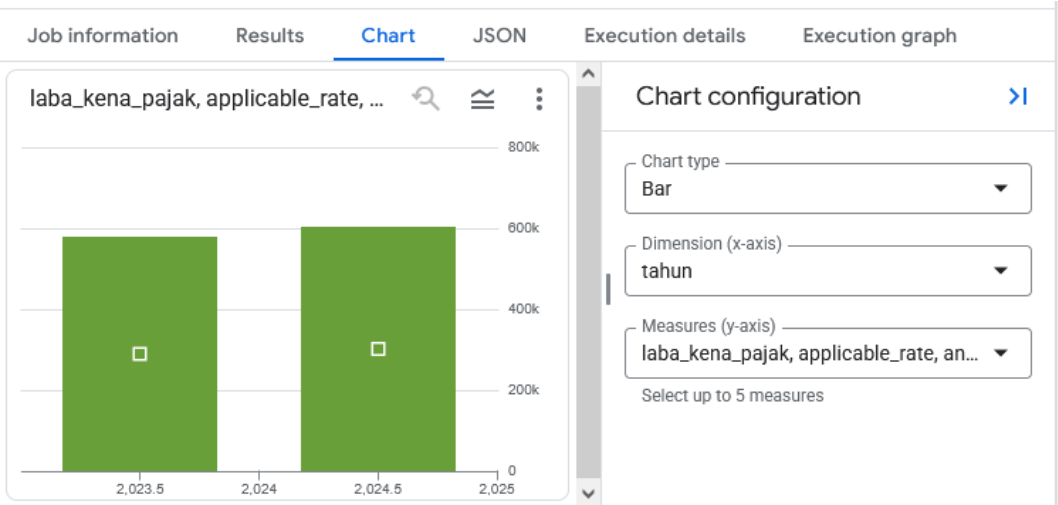 Job information Results Chart JSON Execution details Execution graph
laba_kena_pajak, applicable_rate, ...
800k
600k
400k
200k
0
2,023.5 2,024 2,024.5 2,025
Chart configuration
Chart type
Bar
Dimension (x-axis)
tahun
Measures (y-axis)
laba_kena_pajak, applicable_rate, an...
Select up to 5 measures